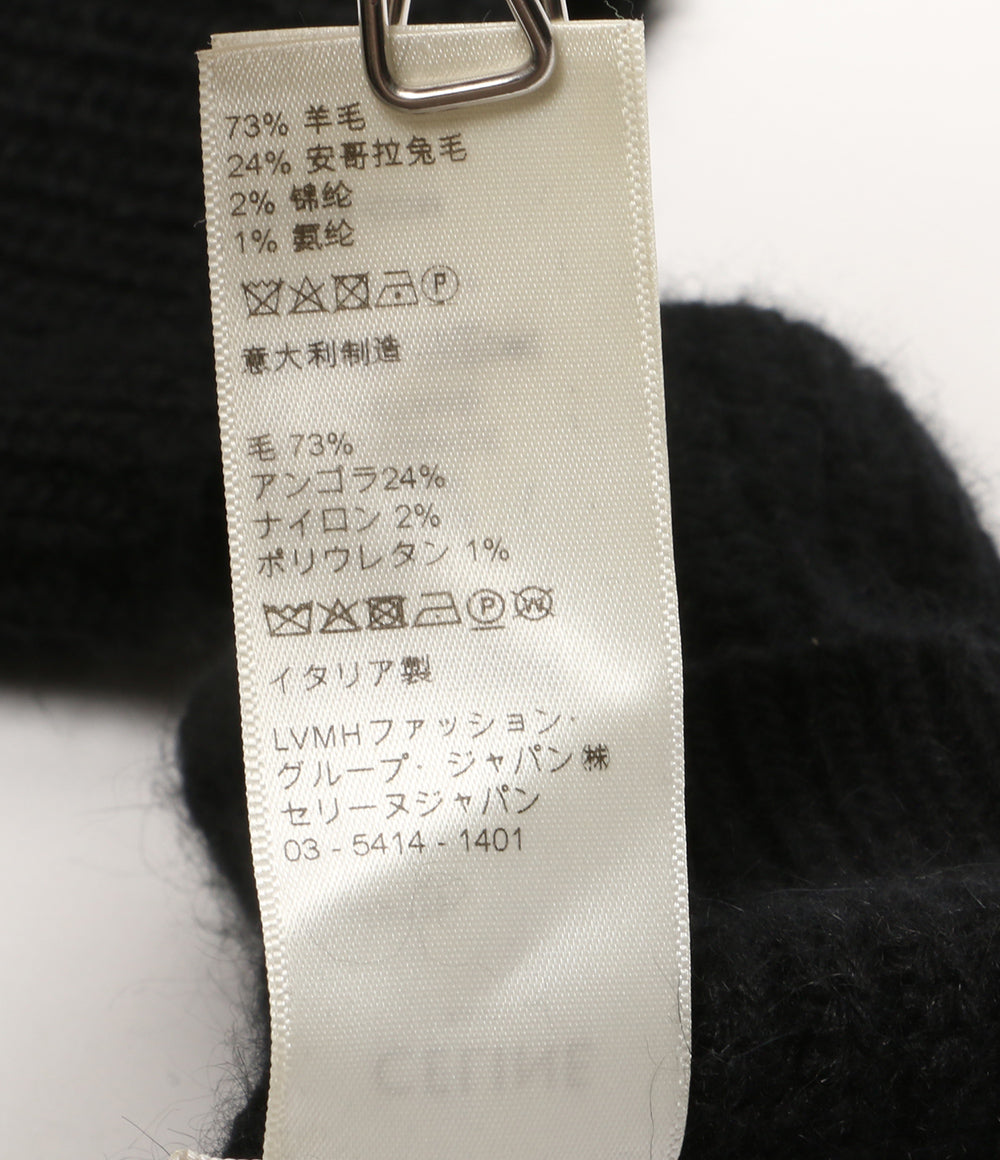 73% 羊毛
24% 安哥拉兔毛
2% 锦纶
1% 氨纶
P
意大利制造
毛 73%
アンゴラ24%
ナイロン 2%
ポリウレタン 1%
P W
イタリア製
LVMHファッション・
グループ・ ジャパン㈱
セリーヌジャパン
03 - 5414 - 1401
CELINE